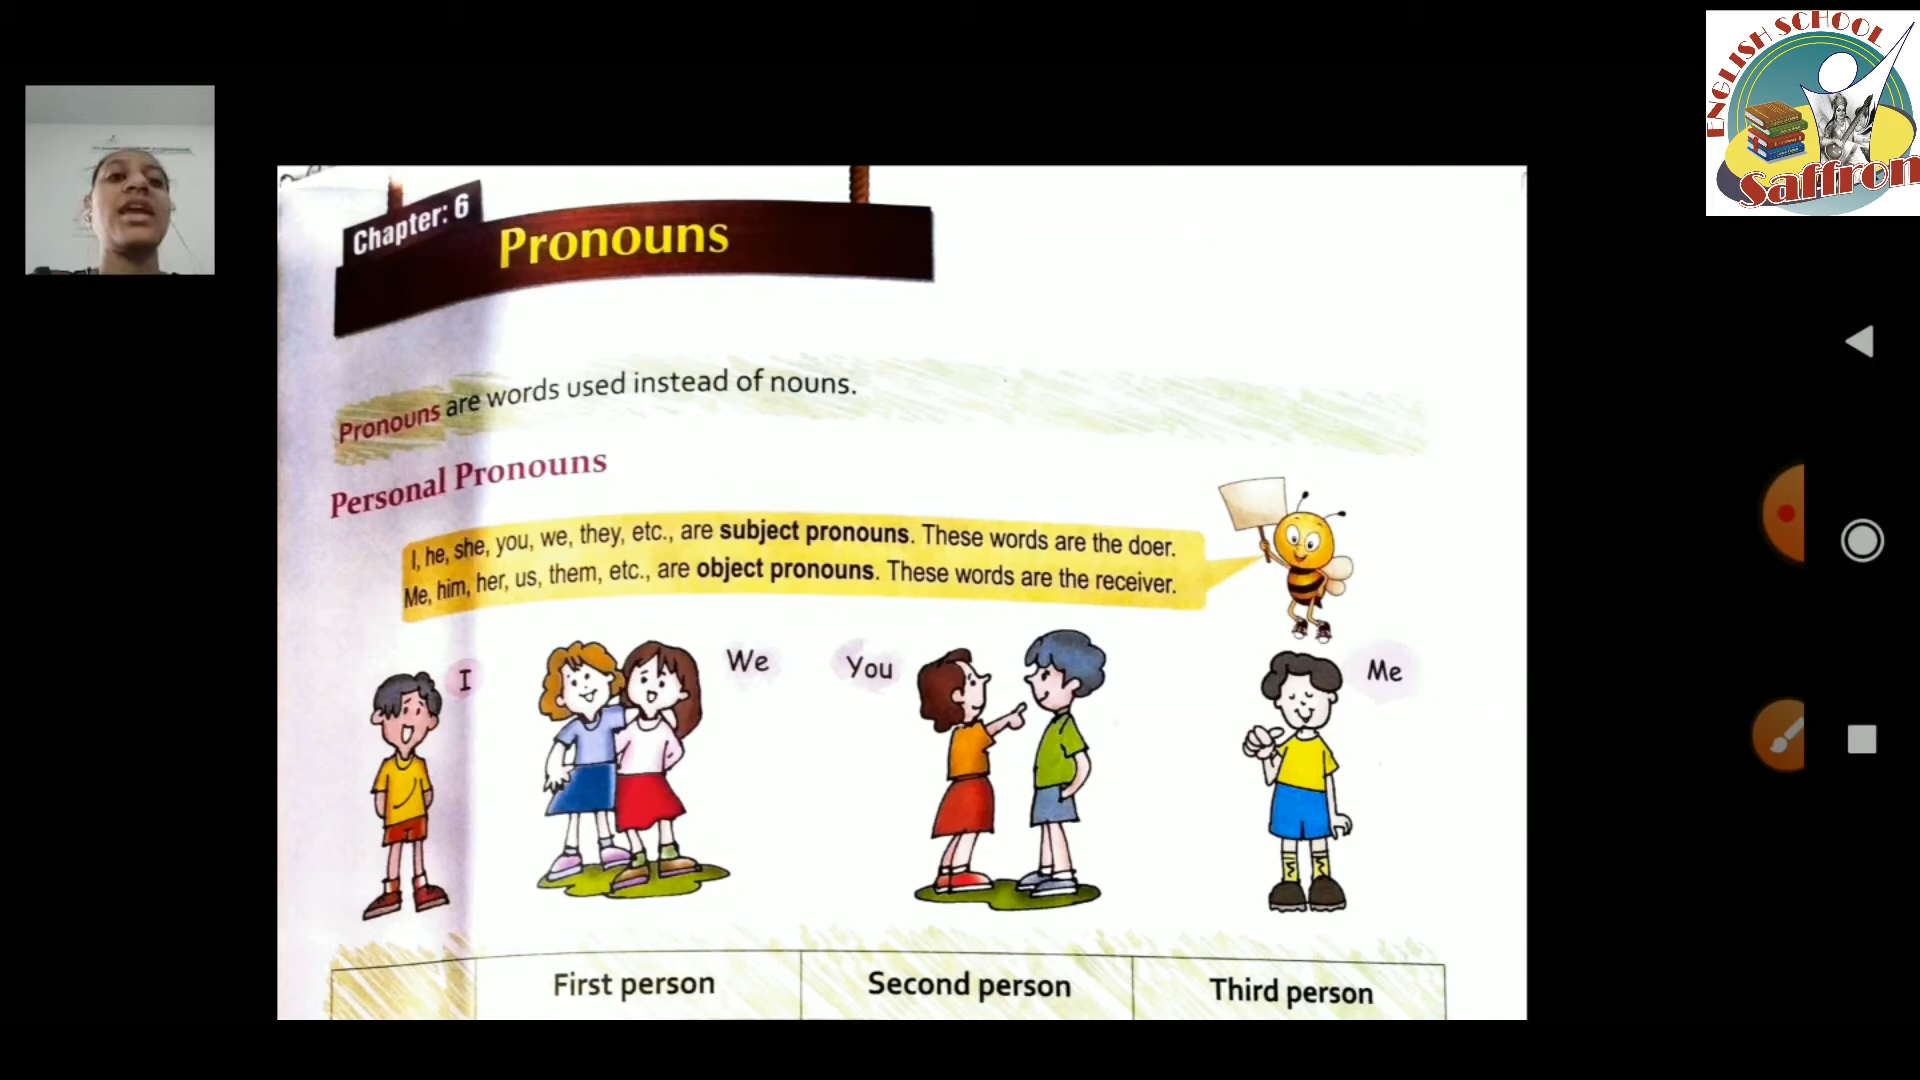 ENGLISH SCHOOL
Saffron
Chapter: 6
Pronouns
Pronouns are words used instead of nouns.
Personal Pronouns
I, he, she, you, we, they, etc., are subject pronouns. These words are the doer.
Me, him, her, us, them, etc., are object pronouns. These words are the receiver.
I
We
You
Me
First person
Second person
Third person